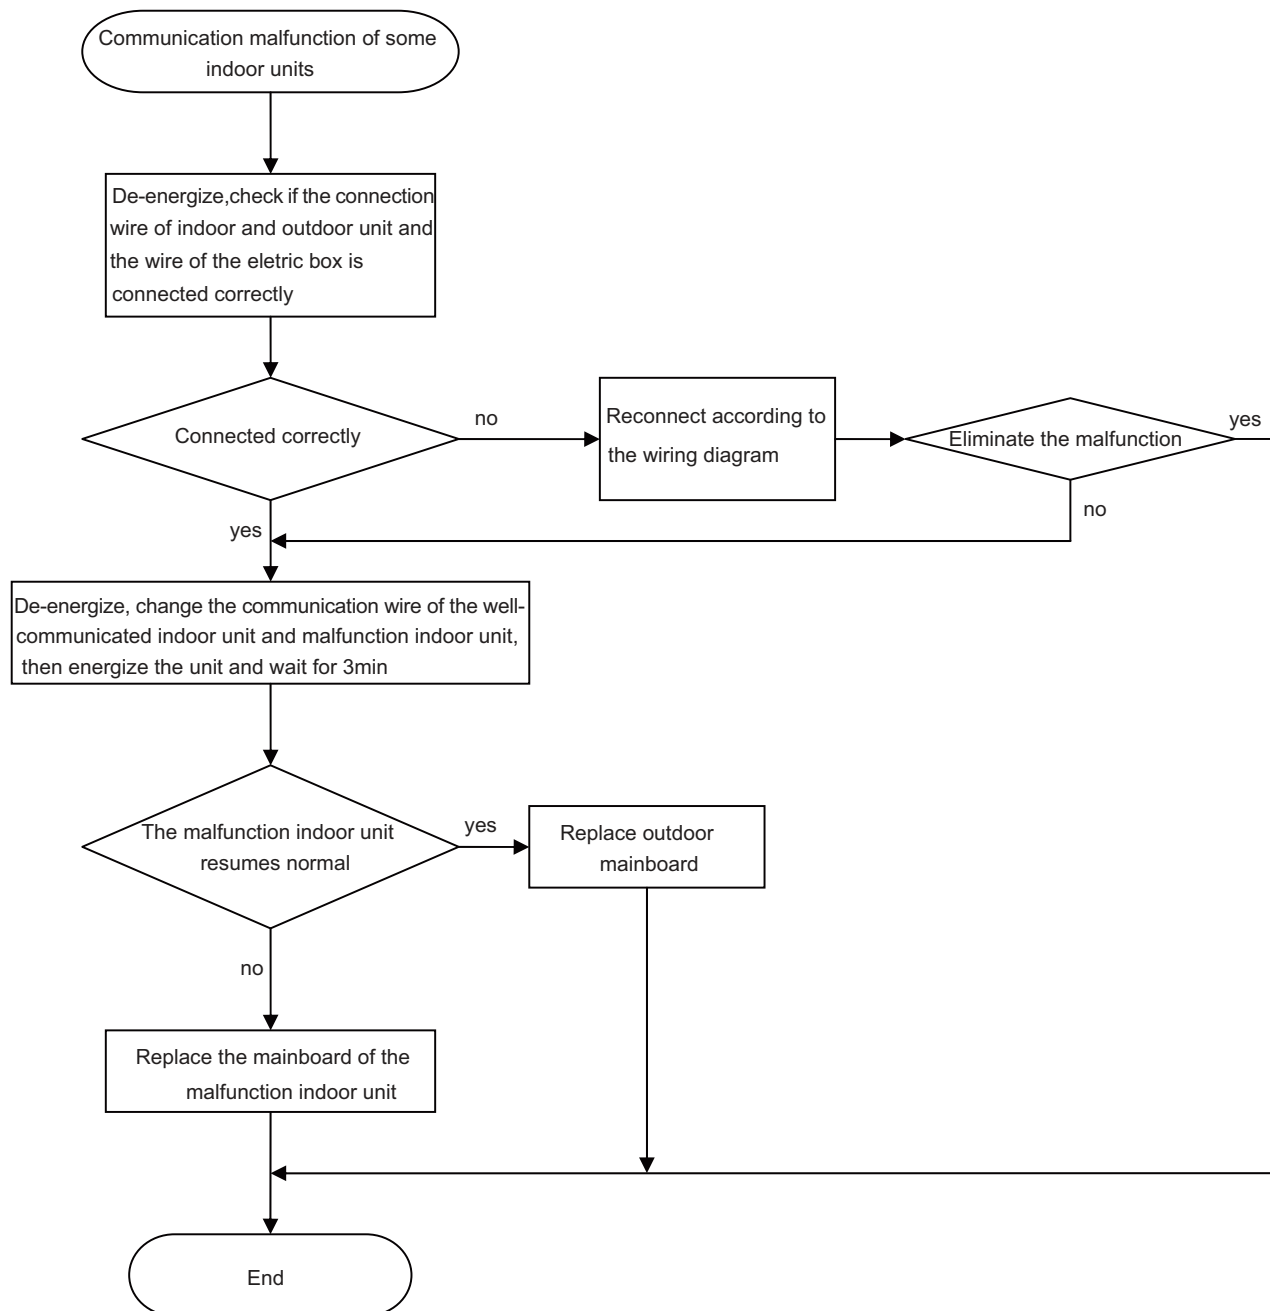 Communication malfunction of some
indoor units
De-energize,check if the connection
wire of indoor and outdoor unit and
the wire of the eletric box is
connected correctly
Connected correctly
no
Reconnect according to
the wiring diagram
Eliminate the malfunction
yes
no
yes
De-energize, change the communication wire of the well-
communicated indoor unit and malfunction indoor unit,
then energize the unit and wait for 3min
The malfunction indoor unit
resumes normal
yes
Replace outdoor
mainboard
no
Replace the mainboard of the
malfunction indoor unit
End